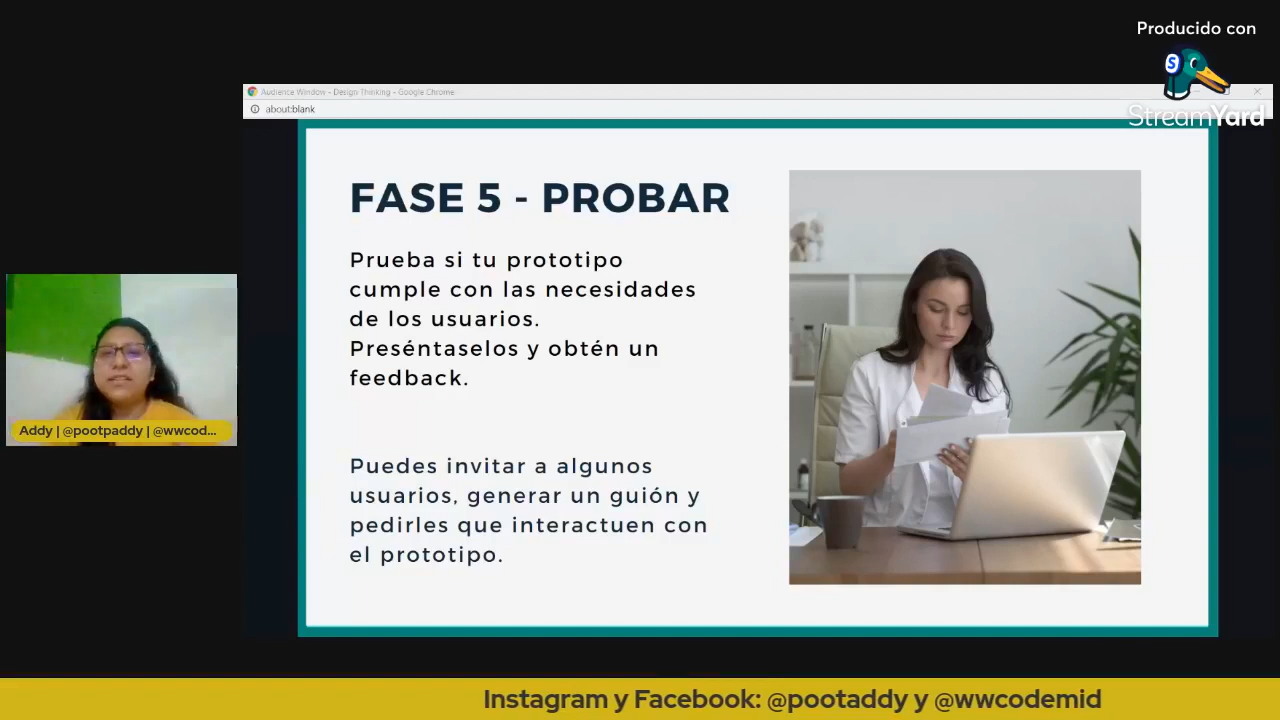 Producido con
S
StreamYard
Audience Window - Design Thinking - Google Chrome
about:blank
FASE 5 - PROBAR
Prueba si tu prototipo
cumple con las necesidades
de los usuarios.
Preséntaselos y obtén un
feedback.
Puedes invitar a algunos
usuarios, generar un guión y
pedirles que interactuen con
el prototipo.
Addy | @pootpaddy | @wwcod...
Instagram y Facebook: @pootaddy y @wwcodemid